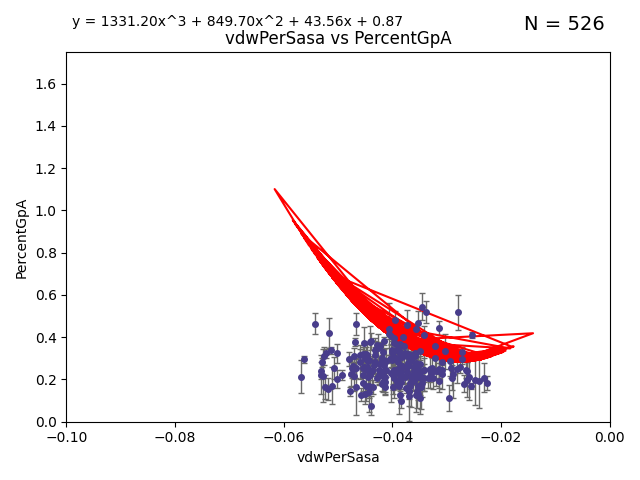 y = 1331.20x^3 + 849.70x^2 + 43.56x + 0.87
N = 526
vdwPerSasa vs PercentGpA
PercentGpA
1.6
1.4
1.2
1.0
0.8
0.6
0.4
0.2
0.0
−0.10 −0.08 −0.06 −0.04 −0.02 0.00
vdwPerSasa